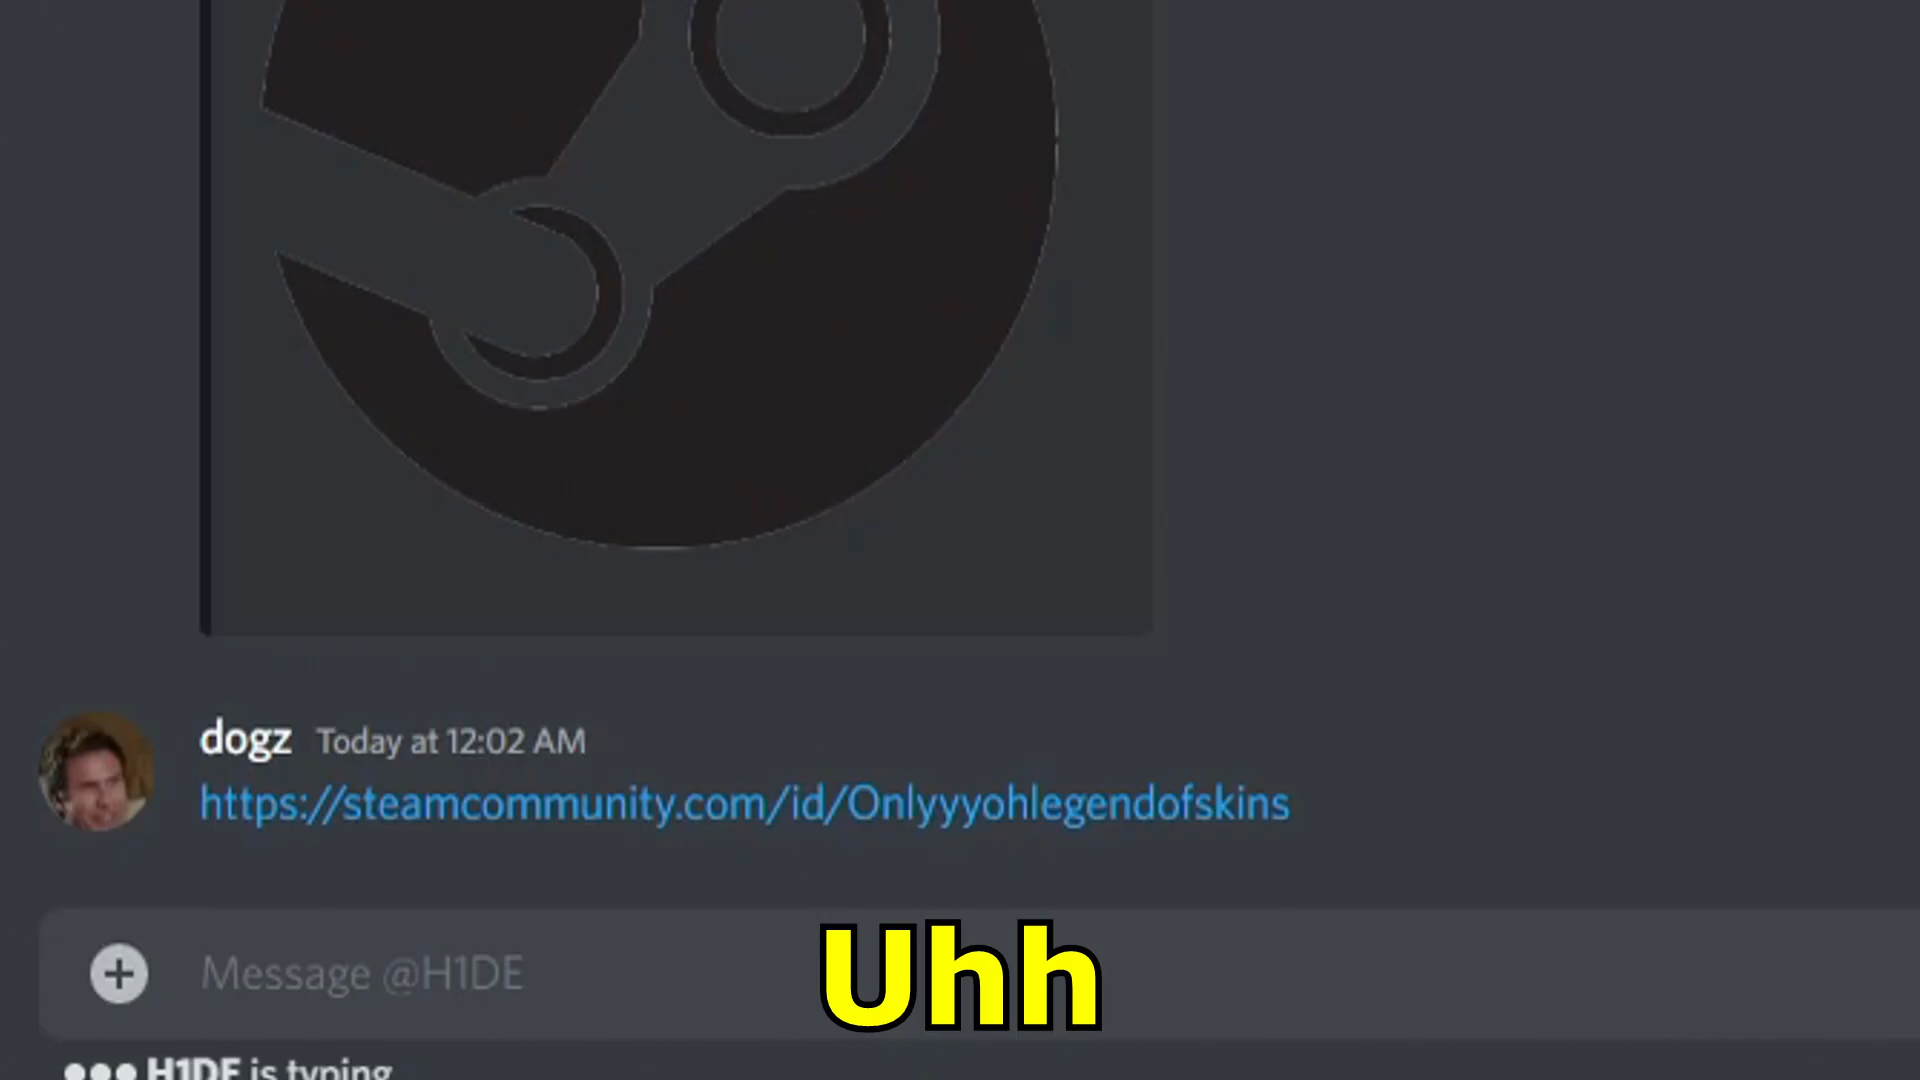 dogz Today at 12:02 AM
https://steamcommunity.com/id/Onlyyyohlegendofskins
Message @H1DE
Uhh
H1DE is typing